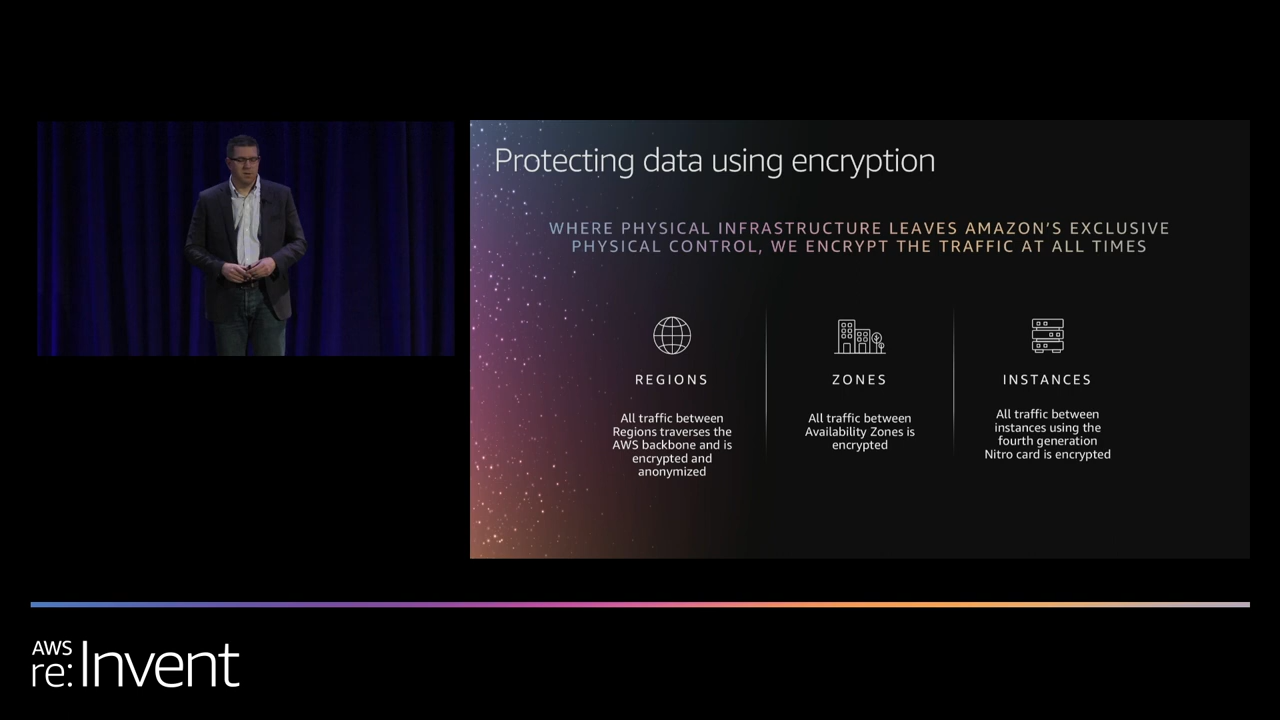 Protecting data using encryption
WHERE PHYSICAL INFRASTRUCTURE LEAVES AMAZON'S EXCLUSIVE
PHYSICAL CONTROL, WE ENCRYPT THE TRAFFIC AT ALL TIMES
REGIONS
All traffic between
Regions traverses the
AWS backbone and is
encrypted and
anonymized
ZONES
All traffic between
Availability Zones is
encrypted
INSTANCES
All traffic between
instances using the
fourth generation
Nitro card is encrypted
AWS
re:Invent